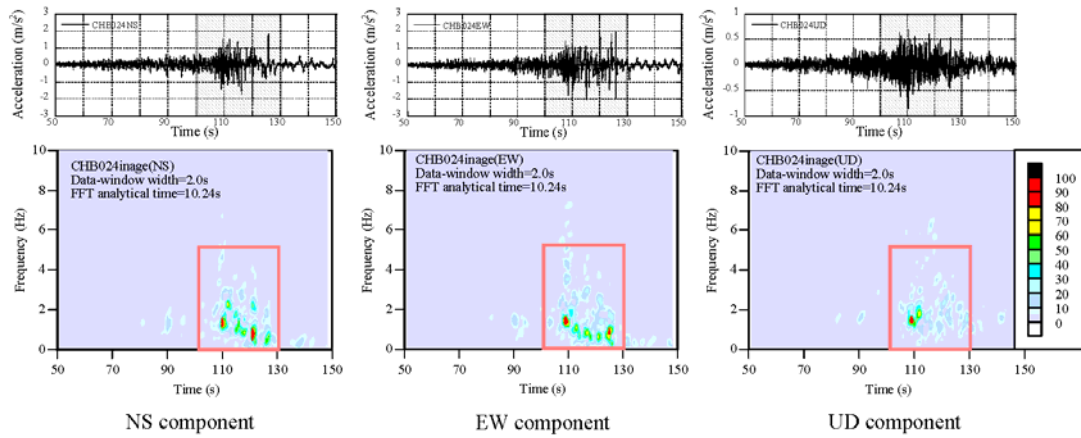 Acceleration (m/s²)
3
2
1
0
-1
-2
-3
CHB024NS
50 70 90 110 130 150
Time (s)
Acceleration (m/s²)
3
2
1
0
-1
-2
-3
CHB024EW
50 70 90 110 130 150
Time (s)
Acceleration (m/s²)
1
0.5
0
-0.5
-1
CHB024UD
50 70 90 110 130 150
Time (s)
Frequency (Hz)
10
8
6
4
2
0
CHB024inage(NS)
Data-window width=2.0s
FFT analytical time=10.24s
50 70 90 110 130 150
Time (s)
NS component
Frequency (Hz)
10
8
6
4
2
0
CHB024inage(EW)
Data-window width=2.0s
FFT analytical time=10.24s
50 70 90 110 130 150
Time (s)
EW component
Frequency (Hz)
10
8
6
4
2
0
CHB024inage(UD)
Data-window width=2.0s
FFT analytical time=10.24s
50 70 90 110 130 150
Time (s)
UD component
100
90
80
70
60
50
40
30
20
10
0